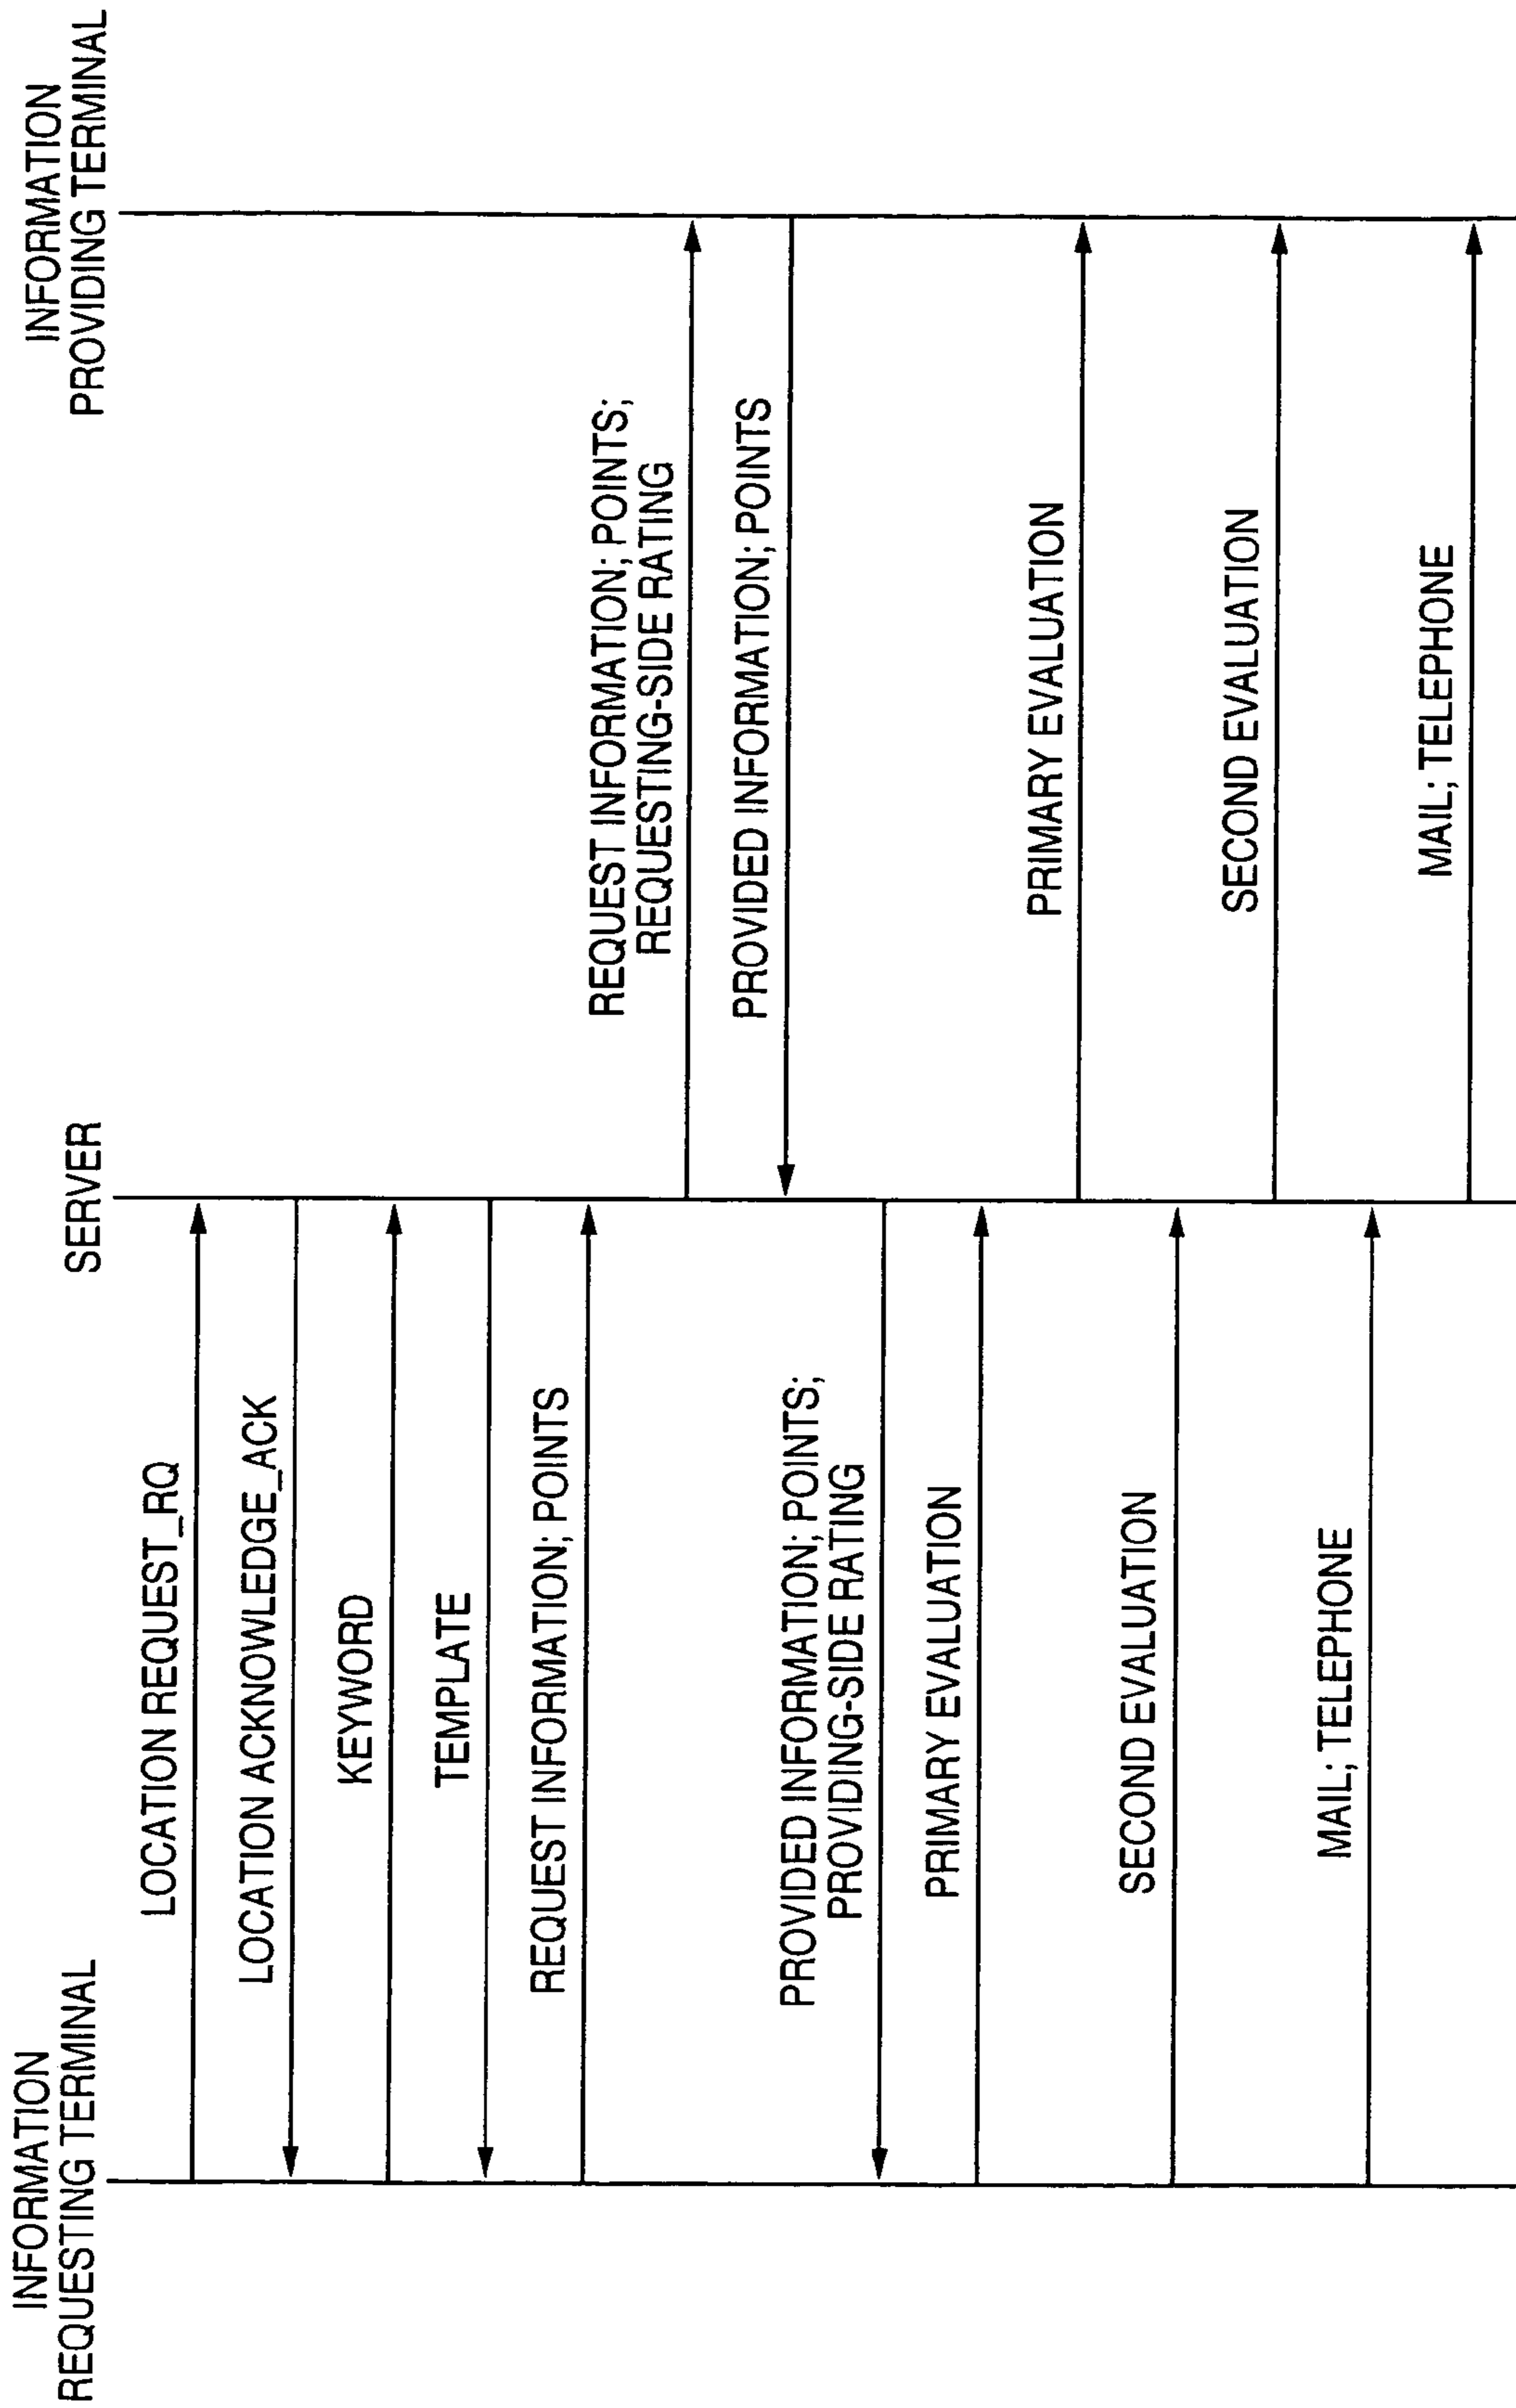 INFORMATION
REQUESTING TERMINAL
SERVER
INFORMATION
PROVIDING TERMINAL
LOCATION REQUEST_RQ
LOCATION ACKNOWLEDGE_ACK
KEYWORD
TEMPLATE
REQUEST INFORMATION; POINTS
REQUEST INFORMATION; POINTS;
REQUESTING-SIDE RATING
PROVIDED INFORMATION; POINTS
PROVIDED INFORMATION; POINTS;
PROVIDING-SIDE RATING
PRIMARY EVALUATION
PRIMARY EVALUATION
SECOND EVALUATION
SECOND EVALUATION
MAIL; TELEPHONE
MAIL; TELEPHONE